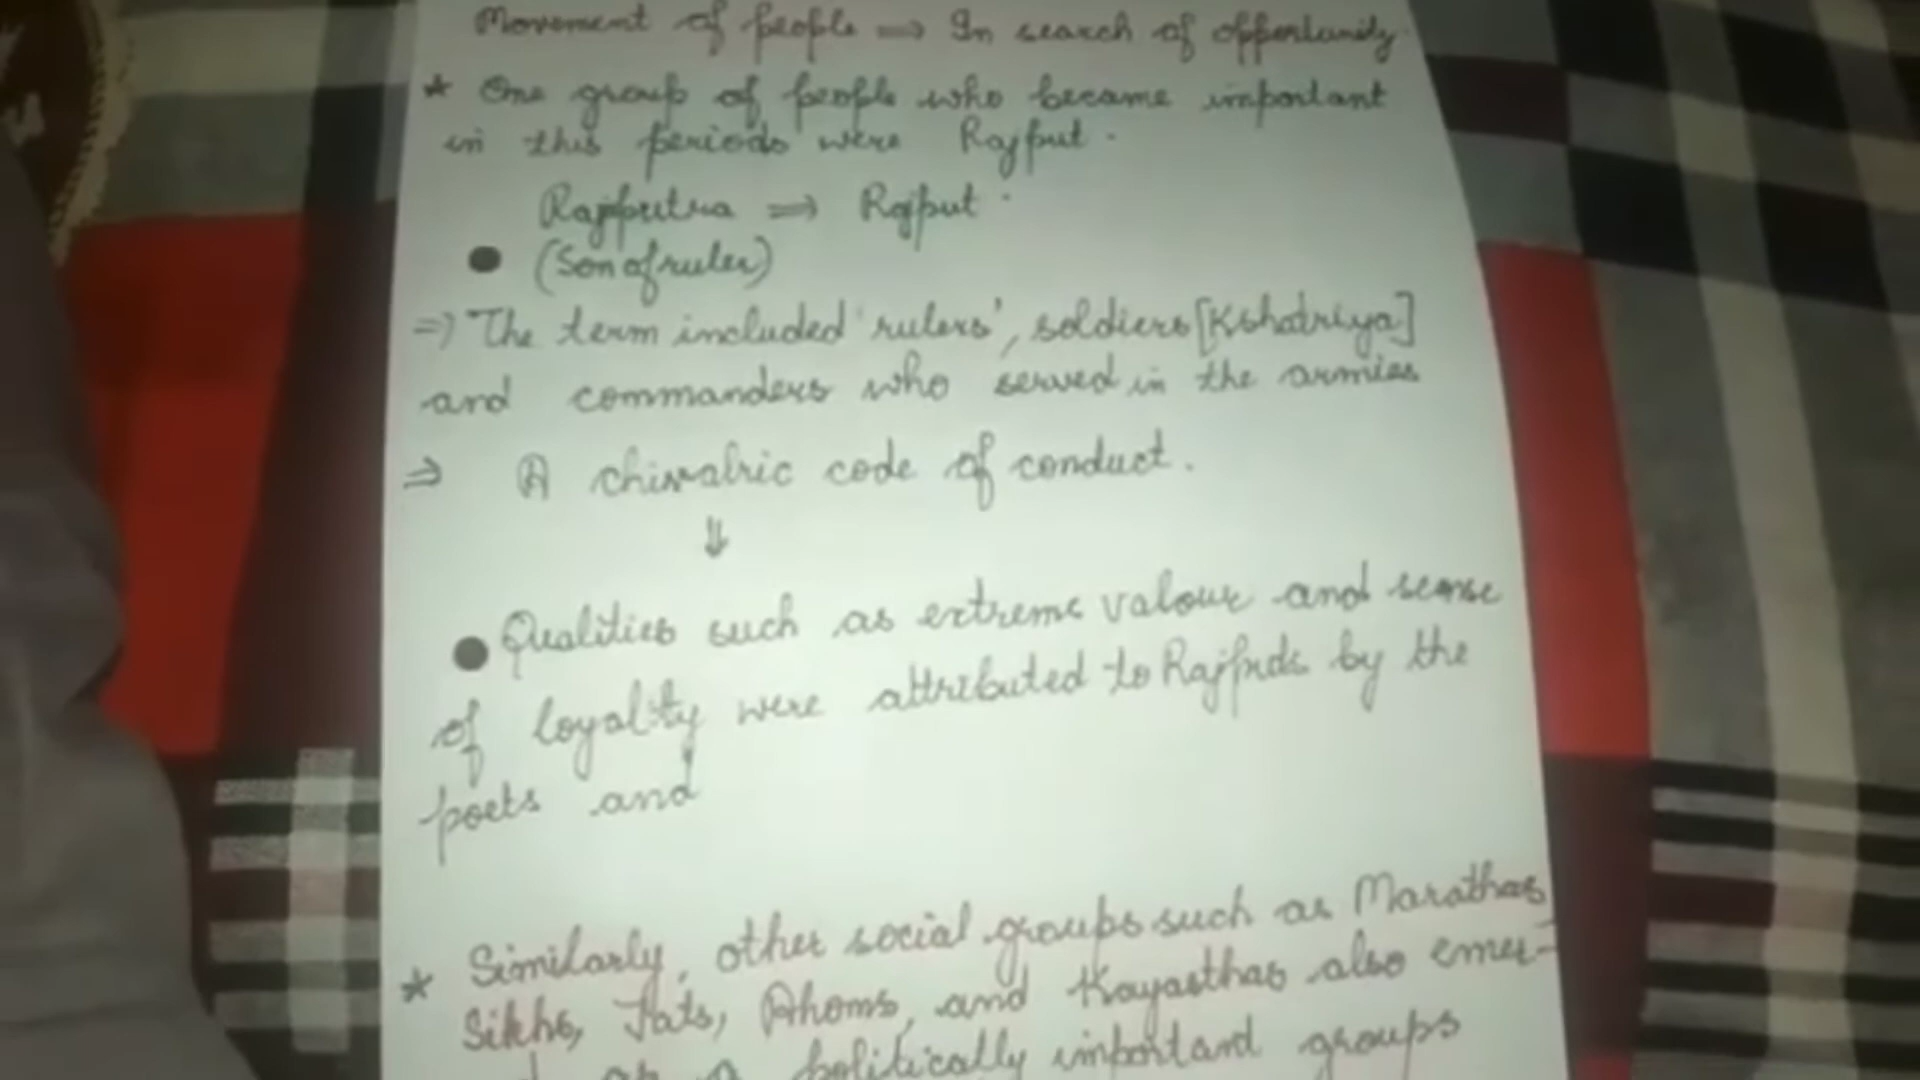 Movement of people ⇒ In search of opportunity
* One group of people who became important
in this periods were Rajput.
Rajputra ⇒ Rajput.
● (Son of ruler)
⇒ The term included 'rulers', soldiers [Kshatriya]
and commanders who served in the armies
⇒ A chivalric code of conduct.
⇓
● Qualities such as extreme valour and sense
of loyality were attributed to Rajputs by the
poets and
* Similarly, other social groups such as Marathas
Sikhs, Jats, Ahoms, and Kayasthas also emer-
politically important groups